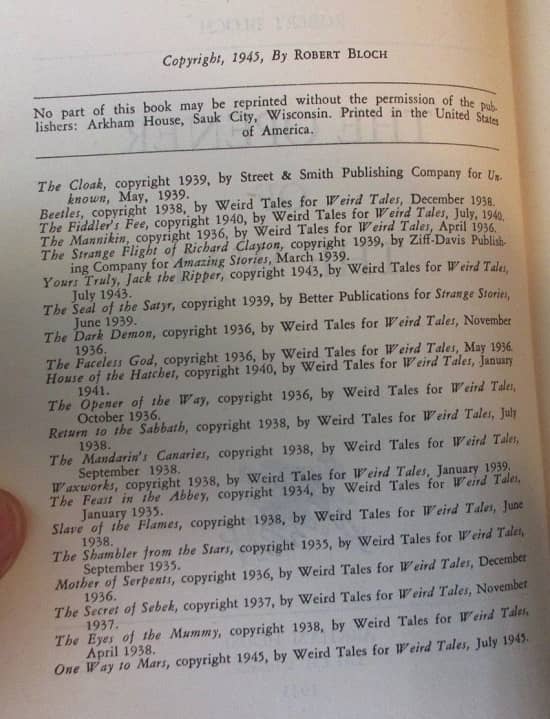 Copyright, 1945, By ROBERT BLOCH
No part of this book may be reprinted without the permission of the pub-
lishers: Arkham House, Sauk City, Wisconsin. Printed in the United States
of America.
The Cloak, copyright 1939, by Street & Smith Publishing Company for Un-
known, May, 1939.
Beetles, copyright 1938, by Weird Tales for Weird Tales, December 1938.
The Fiddler's Fee, copyright 1940, by Weird Tales for Weird Tales, July, 1940.
The Mannikin, copyright 1936, by Weird Tales for Weird Tales, April 1936.
The Strange Flight of Richard Clayton, copyright 1939, by Ziff-Davis Publish-
ing Company for Amazing Stories, March 1939.
Yours Truly, Jack the Ripper, copyright 1943, by Weird Tales for Weird Tales,
July 1943.
The Seal of the Satyr, copyright 1939, by Better Publications for Strange Stories,
June 1939.
The Dark Demon, copyright 1936, by Weird Tales for Weird Tales, November
1936.
The Faceless God, copyright 1936, by Weird Tales for Weird Tales, May 1936.
House of the Hatchet, copyright 1940, by Weird Tales for Weird Tales, January
1941.
The Opener of the Way, copyright 1936, by Weird Tales for Weird Tales,
October 1936.
Return to the Sabbath, copyright 1938, by Weird Tales for Weird Tales, July
1938.
The Mandarin's Canaries, copyright 1938, by Weird Tales for Weird Tales,
September 1938.
Waxworks, copyright 1938, by Weird Tales for Weird Tales, January 1939.
The Feast in the Abbey, copyright 1934, by Weird Tales for Weird Tales,
January 1935.
Slave of the Flames, copyright 1938, by Weird Tales for Weird Tales, June
1938.
The Shambler from the Stars, copyright 1935, by Weird Tales for Weird Tales,
September 1935.
Mother of Serpents, copyright 1936, by Weird Tales for Weird Tales, December
1936.
The Secret of Sebek, copyright 1937, by Weird Tales for Weird Tales, November
1937.
The Eyes of the Mummy, copyright 1938, by Weird Tales for Weird Tales,
April 1938.
One Way to Mars, copyright 1945, by Weird Tales for Weird Tales, July 1945.